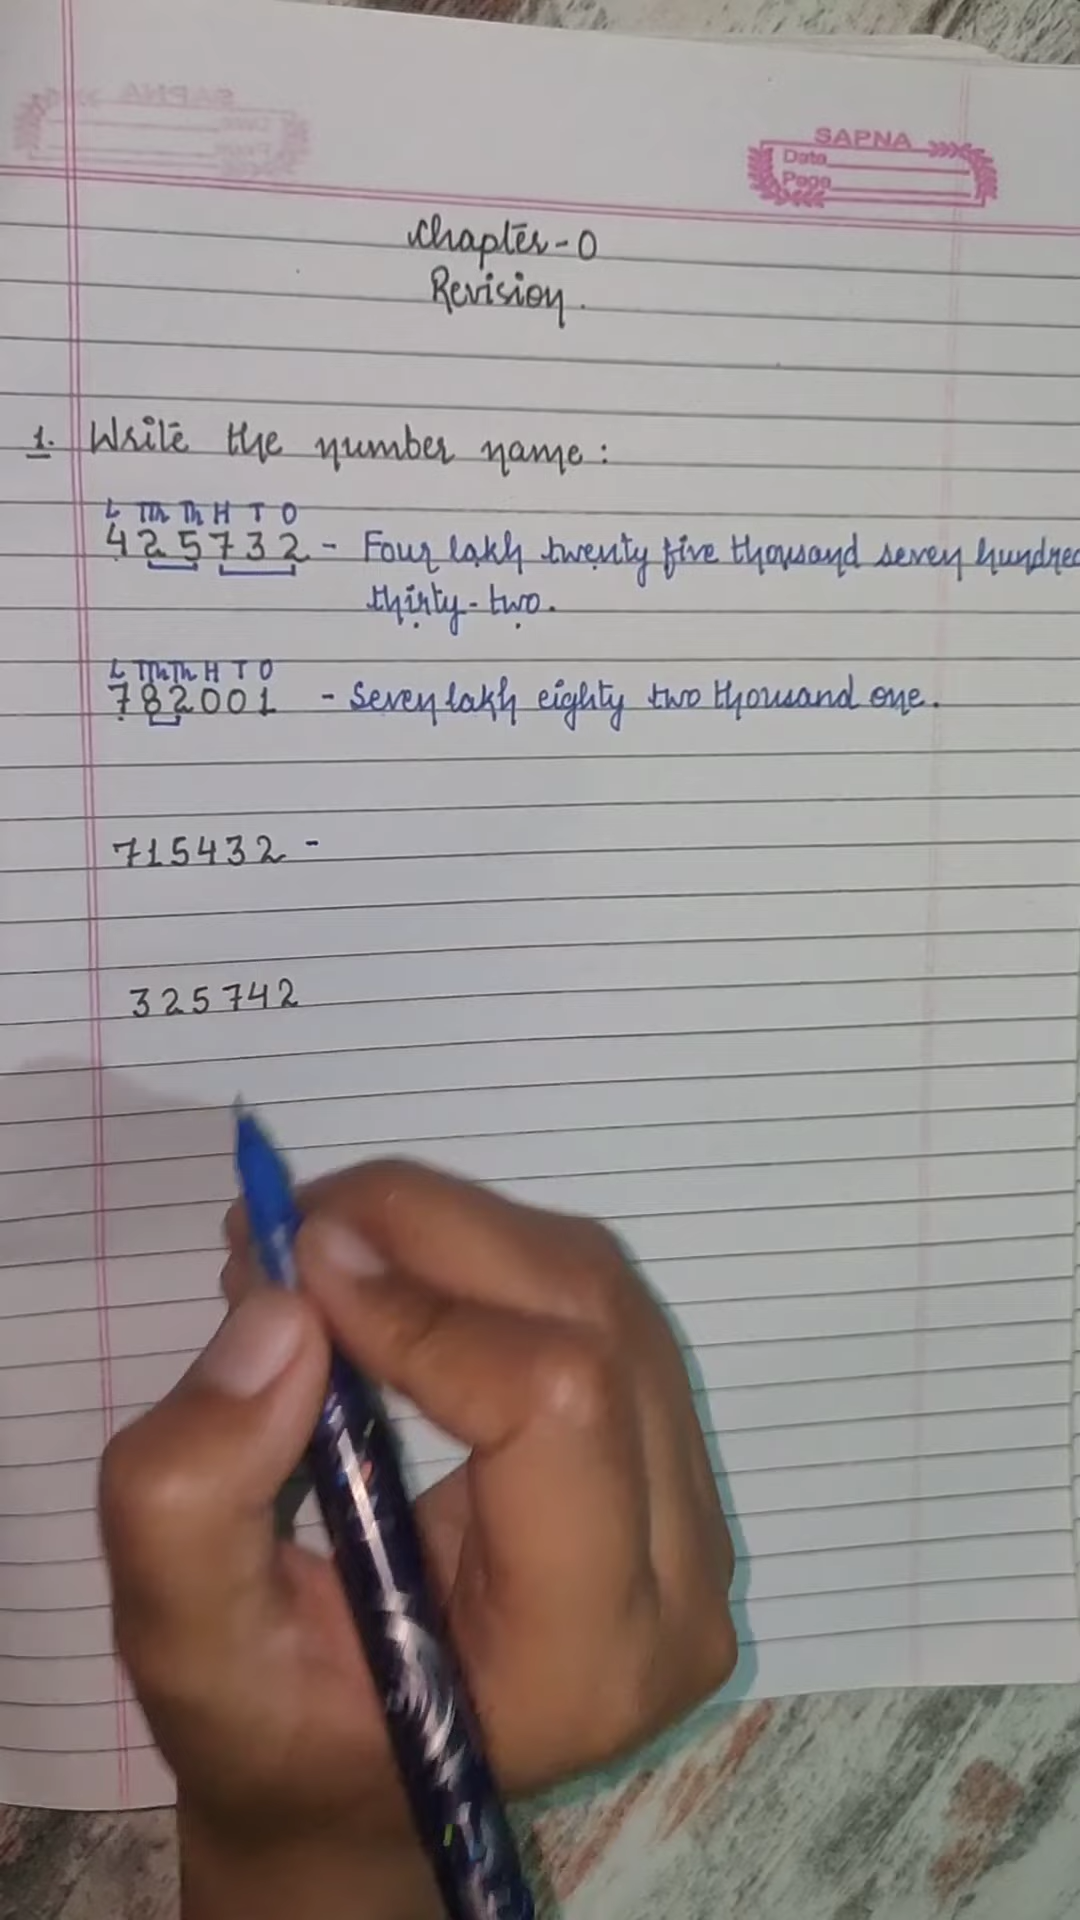 SAPNA
Date
Page
Chapter-0
Revision.
1. Write the number name:
L TTh Th H T O
425732 - Four lakh twenty five thousand seven hundred
thirty-two.
L TTh Th H T O
782001 - Seven lakh eighty two thousand one.
715432 -
325742